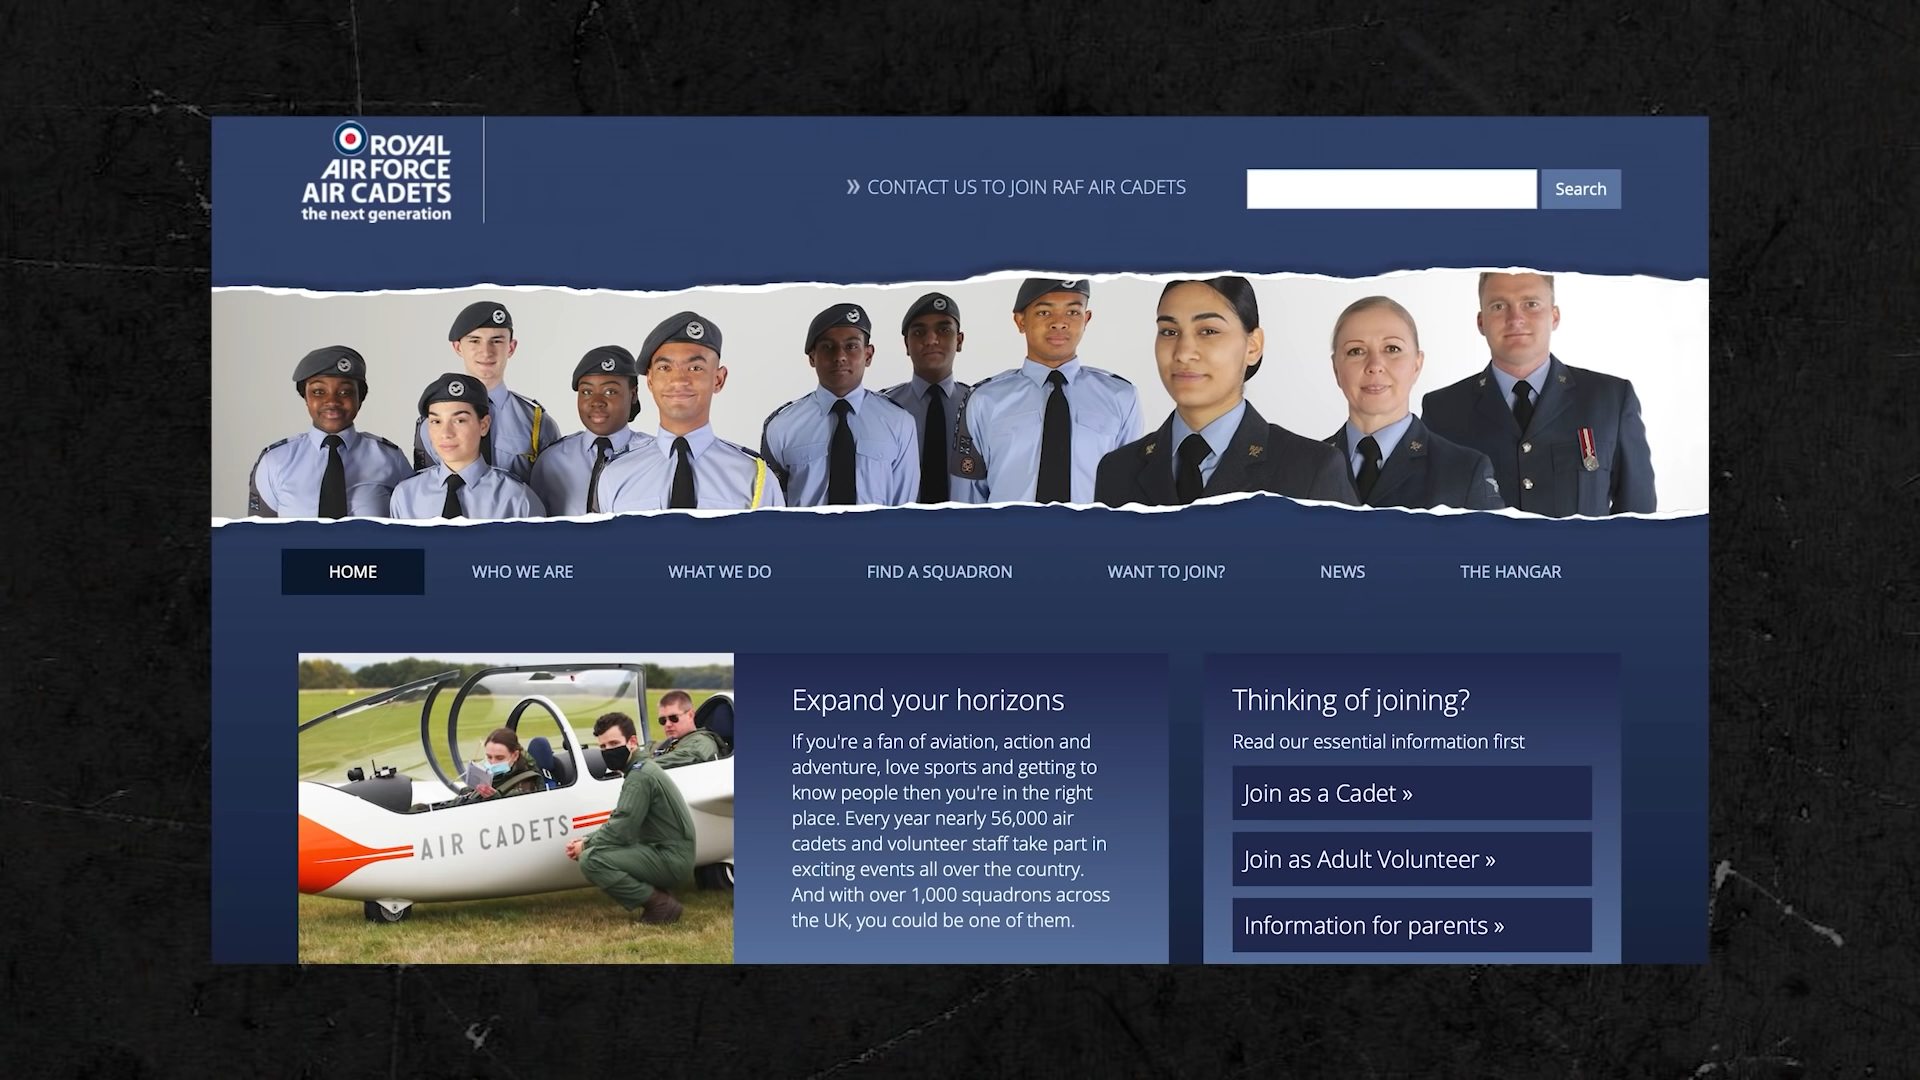 ROYAL
AIR FORCE
AIR CADETS
the next generation
» CONTACT US TO JOIN RAF AIR CADETS
Search
HOME
WHO WE ARE
WHAT WE DO
FIND A SQUADRON
WANT TO JOIN?
NEWS
THE HANGAR
AIR CADETS
Expand your horizons
If you're a fan of aviation, action and
adventure, love sports and getting to
know people then you're in the right
place. Every year nearly 56,000 air
cadets and volunteer staff take part in
exciting events all over the country.
And with over 1,000 squadrons across
the UK, you could be one of them.
Thinking of joining?
Read our essential information first
Join as a Cadet »
Join as Adult Volunteer »
Information for parents »